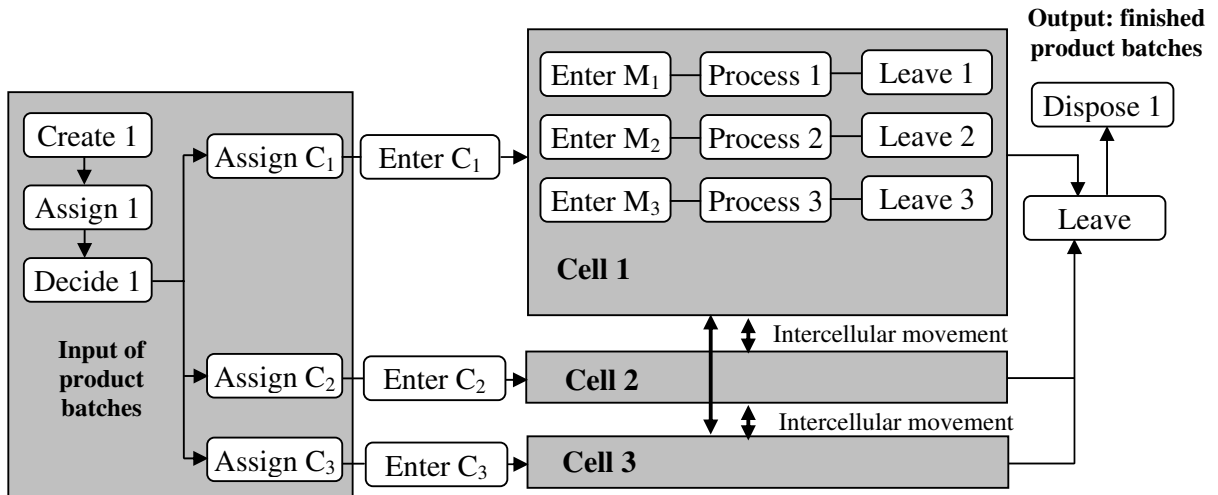 Output: finished
product batches
Enter M₁
Process 1
Leave 1
Dispose 1
Create 1
Enter M₂
Process 2
Leave 2
Assign C₁
Enter C₁
Assign 1
Enter M₃
Process 3
Leave 3
Leave
Decide 1
Cell 1
Input of
product
batches
Intercellular movement
Assign C₂
Enter C₂
Cell 2
Intercellular movement
Assign C₃
Enter C₃
Cell 3